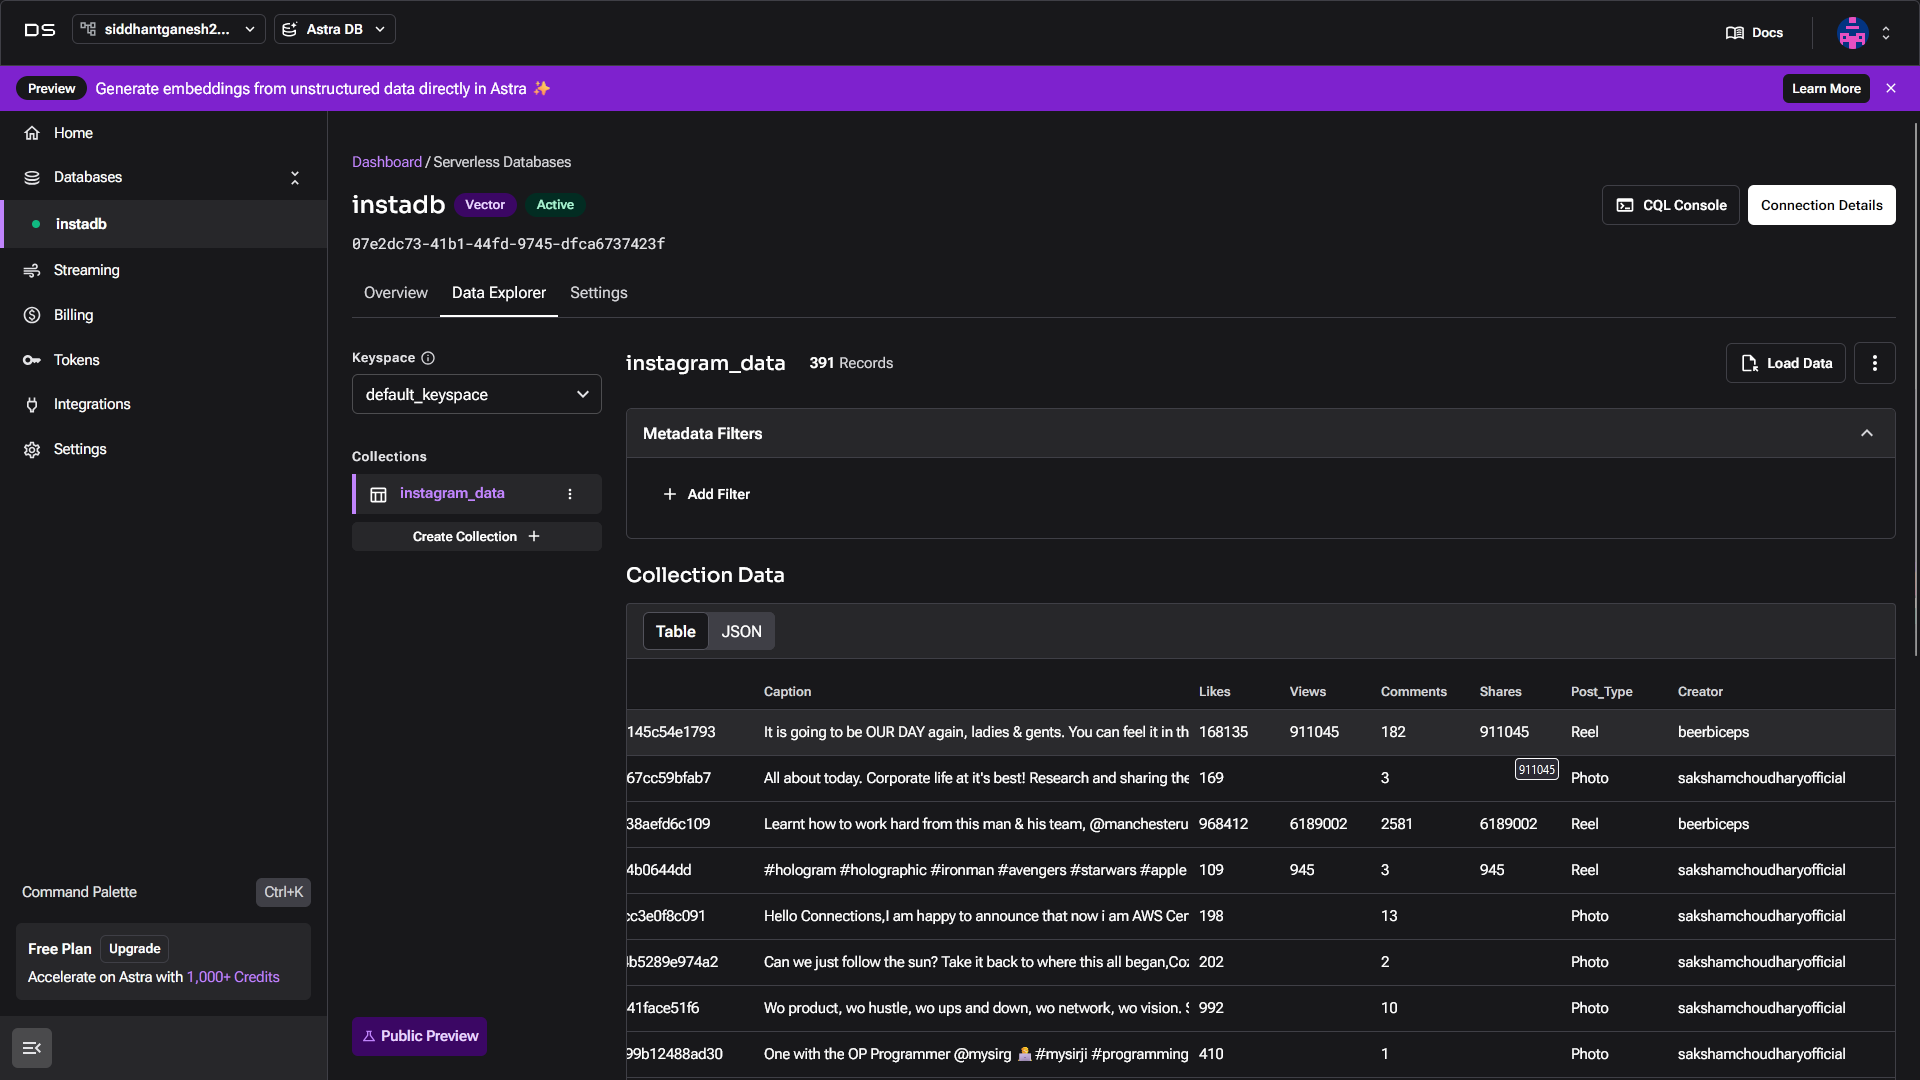 DS siddhantganesh2... Astra DB Docs
Preview Generate embeddings from unstructured data directly in Astra ✨ Learn More
Home
Databases
instadb
Streaming
Billing
Tokens
Integrations
Settings
Command Palette Ctrl+K
Free Plan Upgrade
Accelerate on Astra with 1,000+ Credits
Dashboard / Serverless Databases
instadb Vector Active
07e2dc73-41b1-44fd-9745-dfca6737423f
CQL Console Connection Details
Overview Data Explorer Settings
Keyspace
default_keyspace
Collections
instagram_data
Create Collection
Public Preview
instagram_data 391 Records Load Data
Metadata Filters
Add Filter
Collection Data
Table JSON
Caption Likes Views Comments Shares Post_Type Creator
145c54e1793 It is going to be OUR DAY again, ladies & gents. You can feel it in th 168135 911045 182 911045 Reel beerbiceps
911045
67cc59bfab7 All about today. Corporate life at it's best! Research and sharing the 169 3 Photo sakshamchoudharyofficial
38aefd6c109 Learnt how to work hard from this man & his team, @manchesteru 968412 6189002 2581 6189002 Reel beerbiceps
4b0644dd #hologram #holographic #ironman #avengers #starwars #apple 109 945 3 945 Reel sakshamchoudharyofficial
cc3e0f8c091 Hello Connections,I am happy to announce that now i am AWS Cer 198 13 Photo sakshamchoudharyofficial
b5289e974a2 Can we just follow the sun? Take it back to where this all began,Coz 202 2 Photo sakshamchoudharyofficial
41face51f6 Wo product, wo hustle, wo ups and down, wo network, wo vision. S 992 10 Photo sakshamchoudharyofficial
99b12488ad30 One with the OP Programmer @mysirg 🧑‍💻 #mysirji #programming 410 1 Photo sakshamchoudharyofficial